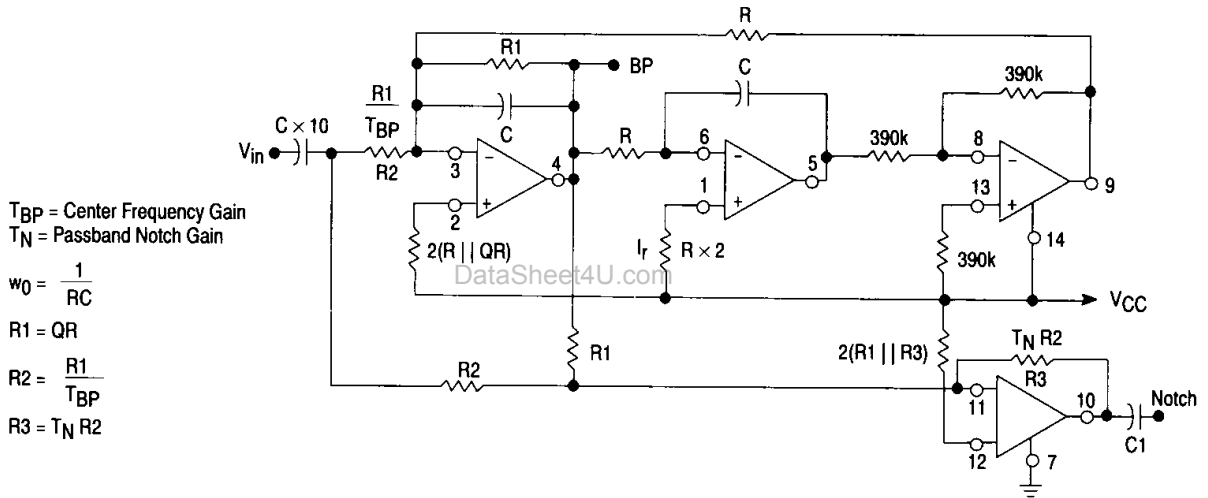 R
R1
BP
C
390k
R1
T_BP
C
C × 10
V_in
R2
3
4
−
+
2
R
6
−
1
+
5
390k
8
−
13
+
9
14
2(R || QR)
I_r
R × 2
390k
DataSheet4U.com
V_CC
T_BP = Center Frequency Gain
T_N = Passband Notch Gain
w_0 = 1
RC
R1 = QR
R2 = R1
T_BP
R3 = T_N R2
R1
2(R1 || R3)
T_N R2
R3
R2
11
10
Notch
C1
12
7